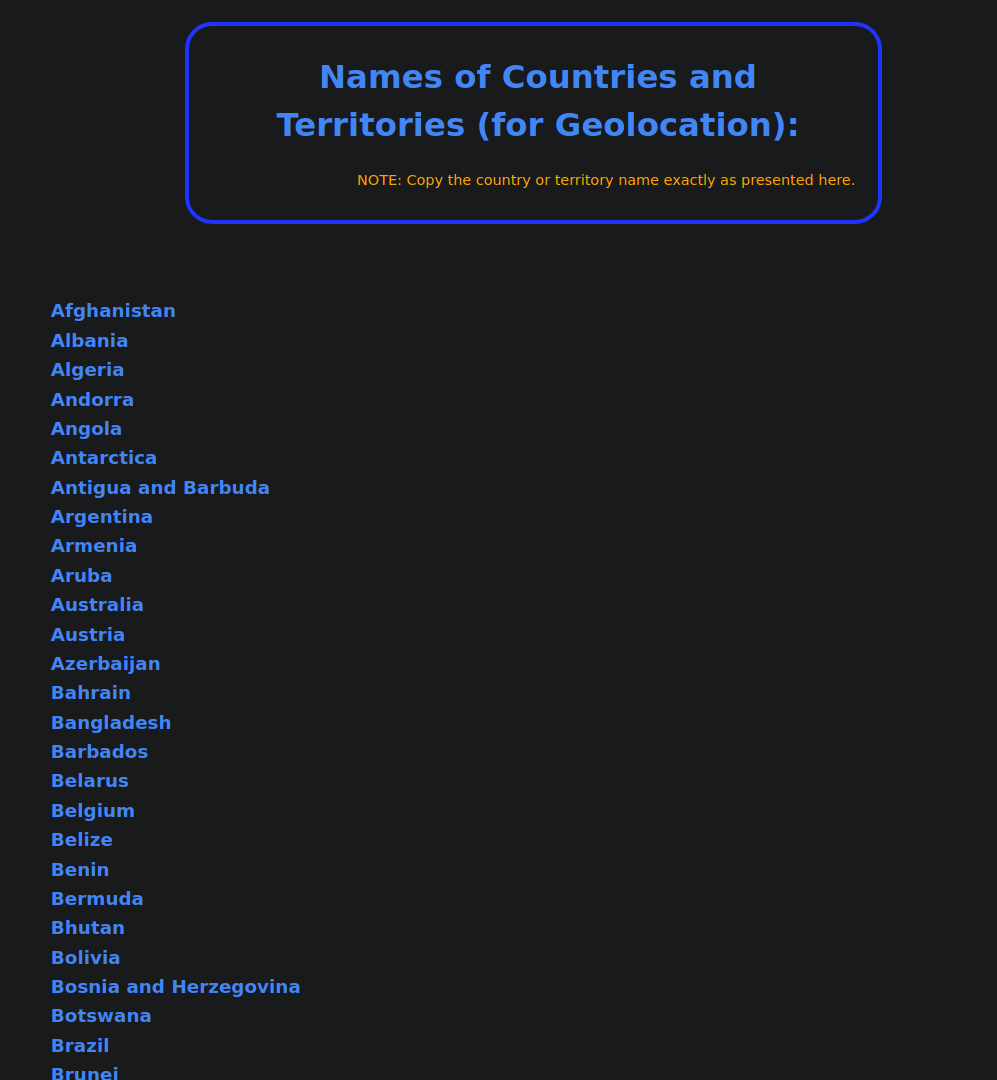 Names of Countries and
Territories (for Geolocation):
NOTE: Copy the country or territory name exactly as presented here.
Afghanistan
Albania
Algeria
Andorra
Angola
Antarctica
Antigua and Barbuda
Argentina
Armenia
Aruba
Australia
Austria
Azerbaijan
Bahrain
Bangladesh
Barbados
Belarus
Belgium
Belize
Benin
Bermuda
Bhutan
Bolivia
Bosnia and Herzegovina
Botswana
Brazil
Brunei